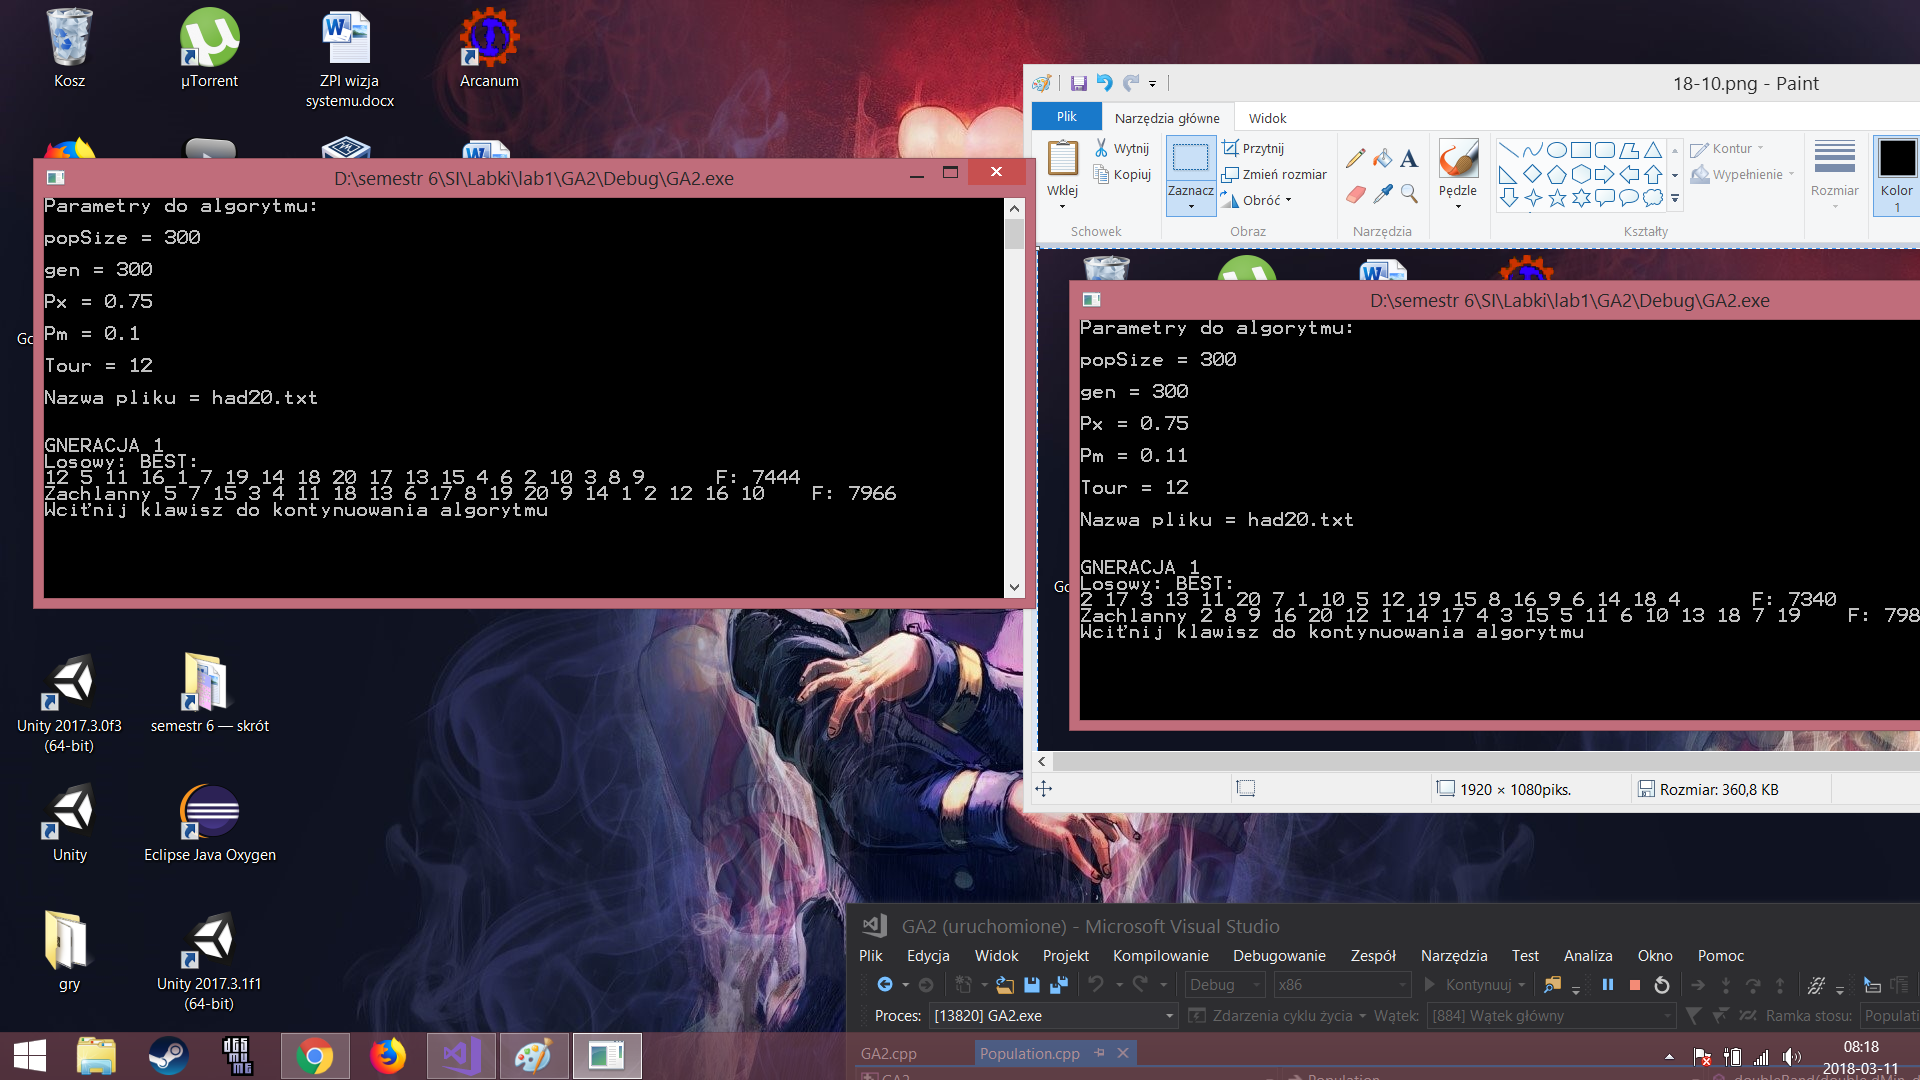 Kosz
µTorrent
ZPI wizja
systemu.docx
Arcanum
D:\semestr 6\SI\Labki\lab1\GA2\Debug\GA2.exe
Parametry do algorytmu:
popSize = 300
gen = 300
Px = 0.75
Pm = 0.1
Tour = 12
Nazwa pliku = had20.txt
GNERACJA 1
Losowy: BEST:
12 5 11 16 1 7 19 14 18 20 17 13 15 4 6 2 10 3 8 9 F: 7444
Zachlanny 5 7 15 3 4 11 18 13 6 17 8 19 20 9 14 1 2 12 16 10 F: 7966
Wciťnij klawisz do kontynuowania algorytmu
18-10.png - Paint
Plik
Narzędzia główne
Widok
Wklej
Wytnij
Kopiuj
Schowek
Zaznacz
Przytnij
Zmień rozmiar
Obróć
Obraz
Narzędzia
Pędzle
Kontur
Wypełnienie
Kształty
Rozmiar
Kolor
1
D:\semestr 6\SI\Labki\lab1\GA2\Debug\GA2.exe
Parametry do algorytmu:
popSize = 300
gen = 300
Px = 0.75
Pm = 0.11
Tour = 12
Nazwa pliku = had20.txt
GNERACJA 1
Losowy: BEST:
2 17 3 13 11 20 7 1 10 5 12 19 15 8 16 9 6 14 18 4 F: 7340
Zachlanny 2 8 9 16 20 12 1 14 17 4 3 15 5 11 6 10 13 18 7 19 F: 798
Wciťnij klawisz do kontynuowania algorytmu
1920 × 1080piks.
Rozmiar: 360,8 KB
Unity 2017.3.0f3
(64-bit)
semestr 6 — skrót
Unity
Eclipse Java Oxygen
gry
Unity 2017.3.1f1
(64-bit)
GA2 (uruchomione) - Microsoft Visual Studio
Plik Edycja Widok Projekt Kompilowanie Debugowanie Zespół Narzędzia Test Analiza Okno Pomoc
Debug x86 Kontynuuj
Proces: [13820] GA2.exe Zdarzenia cyklu życia Wątek: [884] Wątek główny Ramka stosu: Populati
GA2.cpp Population.cpp
08:18
2018-03-11